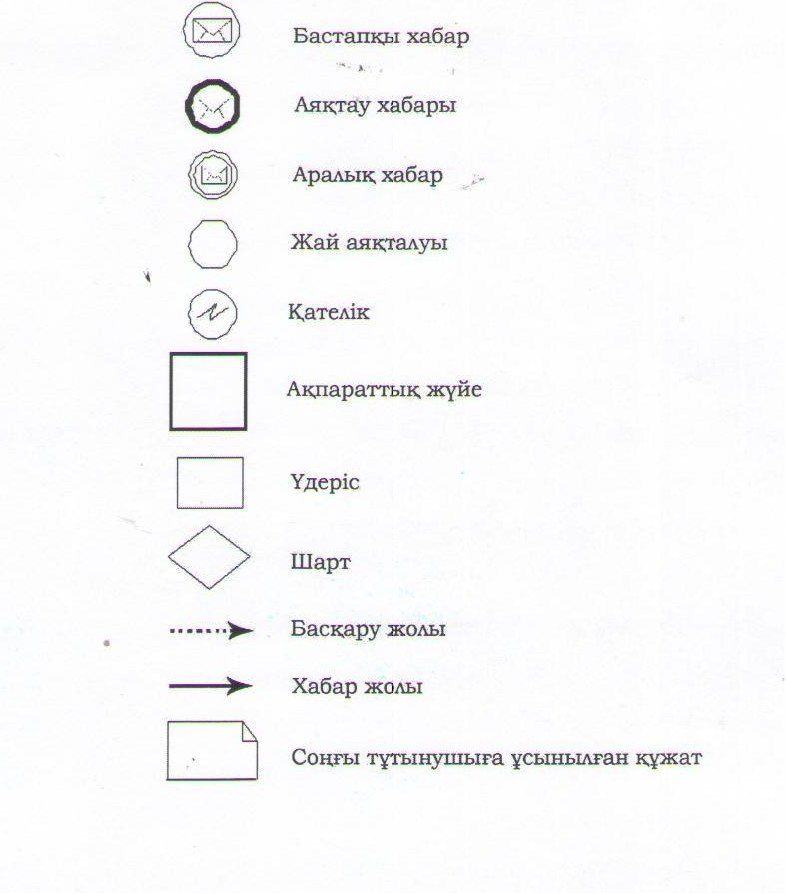 Бастапқы хабар
Аяқтау хабары
Аралық хабар
Жай аяқталуы
Қателік
Ақпараттық жүйе
Үдеріс
Шарт
Басқару жолы
Хабар жолы
Соңғы тұтынушыға ұсынылған құжат